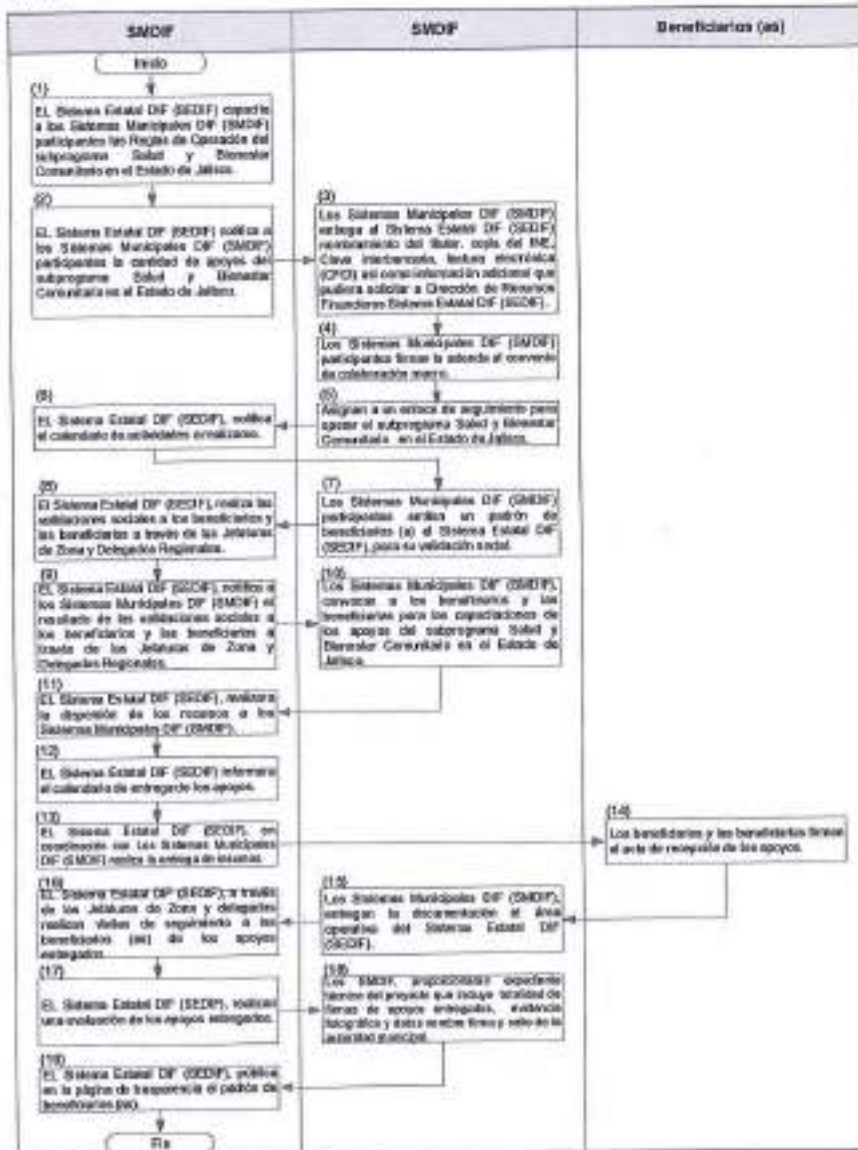 SMDIF
SMDIF
Beneficiarios (as)
Inicio
(1)
EL Sistema Estatal DIF (SEDIF) capacita
a los Sistemas Municipales DIF (SMDIF)
participantes las Reglas de Operación del
subprograma Salud y Bienestar
Comunitario en el Estado de Jalisco.
(2)
EL Sistema Estatal DIF (SEDIF) notifica a
los Sistemas Municipales DIF (SMDIF)
participantes la cantidad de apoyos del
subprograma Salud y Bienestar
Comunitario en el Estado de Jalisco.
(3)
Los Sistemas Municipales DIF (SMDIF)
entrega al Sistema Estatal DIF (SEDIF)
nombramiento del titular, copia del INE,
Clave interbancaria, factura electrónica
(CFDI) así como información adicional que
pudiera solicitar a Dirección de Recursos
Financieros Sistema Estatal DIF (SEDIF).
(4)
Los Sistemas Municipales DIF (SMDIF)
participantes firman la adenda al convenio
de colaboración marco.
(5)
Asignan a un enlace de seguimiento para
operar el subprograma Salud y Bienestar
Comunitario en el Estado de Jalisco.
EL Sistema Estatal DIF (SEDIF), notifica
el calendario de actividades a realizarse.
(7)
Los Sistemas Municipales DIF (SMDIF)
participantes emiten un padrón de
beneficiarios (a) al Sistema Estatal DIF
(SEDIF), para su validación social.
(8)
El Sistema Estatal DIF (SEDIF), realiza las
validaciones sociales a los beneficiarios y
las beneficiarias a través de las Jefaturas
de Zona y Delegados Regionales.
(9)
EL Sistema Estatal DIF (SEDIF), notifica a
los Sistemas Municipales DIF (SMDIF) el
resultado de las validaciones sociales a
los beneficiarios y las beneficiarias a
través de las Jefaturas de Zona y
Delegados Regionales.
(10)
Los Sistemas Municipales DIF (SMDIF),
convocan a los beneficiarios y las
beneficiarias para las capacitaciones de
los apoyos del subprograma Salud y
Bienestar Comunitario en el Estado de
Jalisco.
(11)
EL Sistema Estatal DIF (SEDIF), realizara
la dispersión de los recursos a los
Sistemas Municipales DIF (SMDIF).
(12)
EL Sistema Estatal DIF (SEDIF) informara
el calendario de entrega de los apoyos.
(13)
EL Sistema Estatal DIF (SEDIF), en
coordinación con Los Sistemas Municipales
DIF (SMDIF) realiza la entrega de insumos.
(14)
Los beneficiarios y las beneficiarias firman
el acta de recepción de los apoyos.
(15)
Los Sistemas Municipales DIF (SMDIF),
entregan la documentación al área
operativa del Sistema Estatal DIF
(SEDIF).
(16)
EL Sistema Estatal DIF (SEDIF), a través
de las Jefaturas de Zona y delegados
realizan visitas de seguimiento a los
beneficiarios (as) de los apoyos
entregados.
(17)
EL Sistema Estatal DIF (SEDIF), realizan
una evaluación de los apoyos entregados.
(18)
Los SMDIF, proporcionarán expediente
técnico del proyecto que incluye totalidad de
firmas de apoyos entregados, evidencia
fotográfica y datos nombre firma y sello de la
autoridad municipal.
(19)
EL Sistema Estatal DIF (SEDIF), publica
en la página de trasparencia el padrón de
beneficiarios (as).
Fin